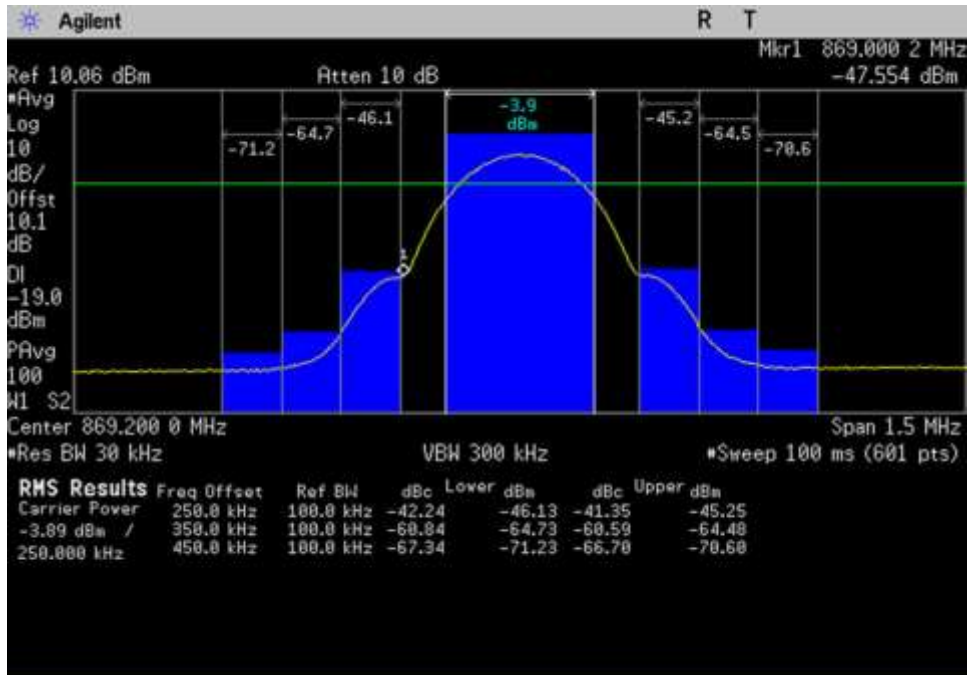 Agilent R T
Mkr1 869.000 2 MHz
Ref 10.06 dBm Atten 10 dB -47.554 dBm
#Avg
Log
10
dB/
Offst
10.1
dB
DI
-19.0
dBm
PAvg
100
W1 S2
-71.2
-64.7
-46.1
-3.9
dBm
-45.2
-64.5
-70.6
1
Center 869.200 0 MHz Span 1.5 MHz
#Res BW 30 kHz VBW 300 kHz #Sweep 100 ms (601 pts)
RMS Results Freq Offset Ref BW dBc Lower dBm dBc Upper dBm
Carrier Power 250.0 kHz 100.0 kHz -42.24 -46.13 -41.35 -45.25
-3.89 dBm / 350.0 kHz 100.0 kHz -60.84 -64.73 -60.59 -64.48
250.000 kHz 450.0 kHz 100.0 kHz -67.34 -71.23 -66.70 -70.60